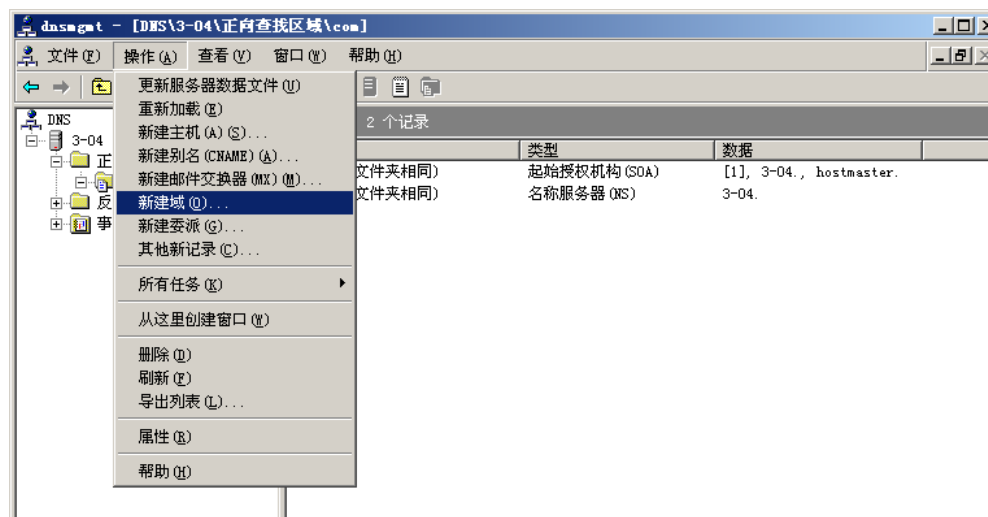 dnsmgmt - [DNS\3-04\正向查找区域\com]
文件(F) 操作(A) 查看(V) 窗口(W) 帮助(H)
更新服务器数据文件(U)
重新加载(E)
新建主机(A)(S)...
新建别名(CNAME)(A)...
新建邮件交换器(MX)(M)...
新建域(O)...
新建委派(G)...
其他新记录(C)...
所有任务(K)
从这里创建窗口(W)
删除(D)
刷新(F)
导出列表(L)...
属性(R)
帮助(H)
DNS
3-04
正
反
事
2 个记录
类型 数据
文件夹相同) 起始授权机构(SOA) [1], 3-04., hostmaster.
文件夹相同) 名称服务器(NS) 3-04.